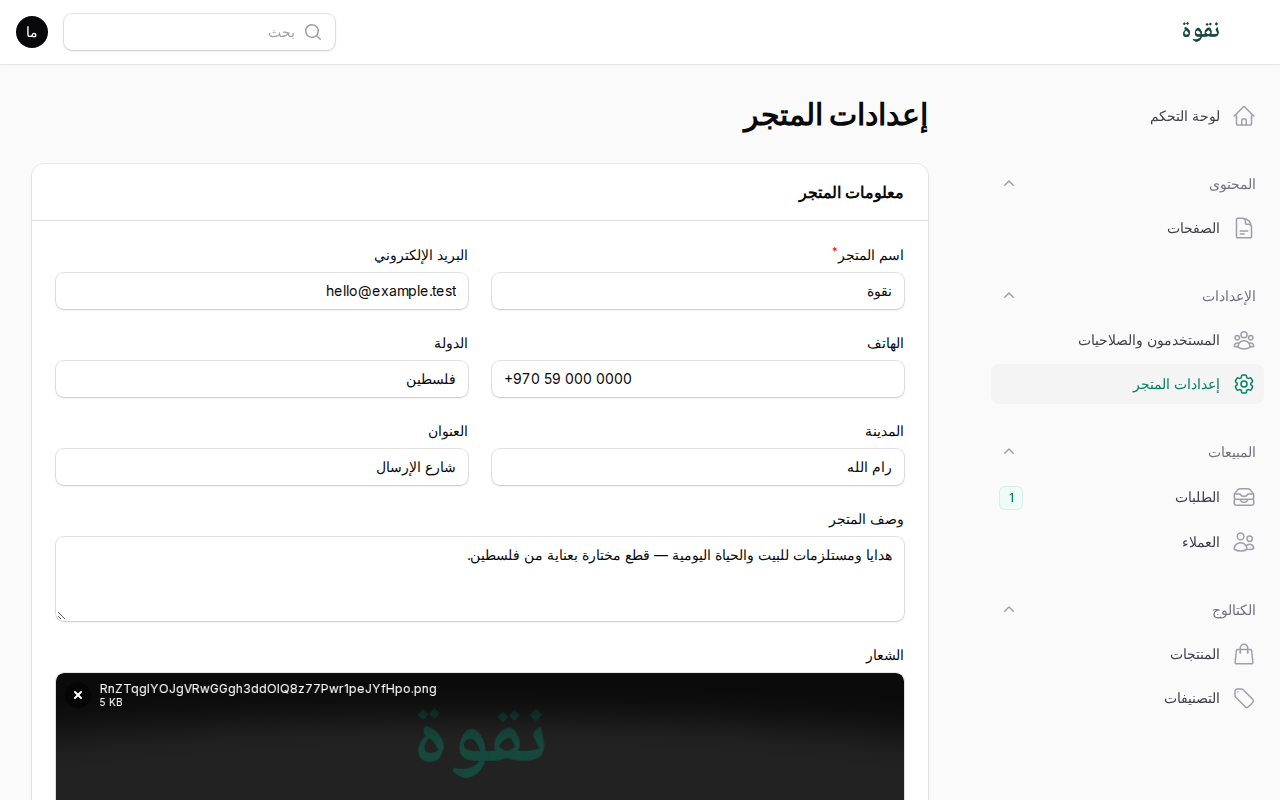 نقوة
بحث
ما
لوحة التحكم
المحتوى
الصفحات
الإعدادات
المستخدمون والصلاحيات
إعدادات المتجر
المبيعات
الطلبات
1
العملاء
الكتالوج
المنتجات
التصنيفات
إعدادات المتجر
معلومات المتجر
اسم المتجر*
نقوة
البريد الإلكتروني
hello@example.test
الهاتف
+970 59 000 0000
الدولة
فلسطين
المدينة
رام الله
العنوان
شارع الإرسال
وصف المتجر
هدايا ومستلزمات للبيت والحياة اليومية — قطع مختارة بعناية من فلسطين.
الشعار
5 KB
نقوة